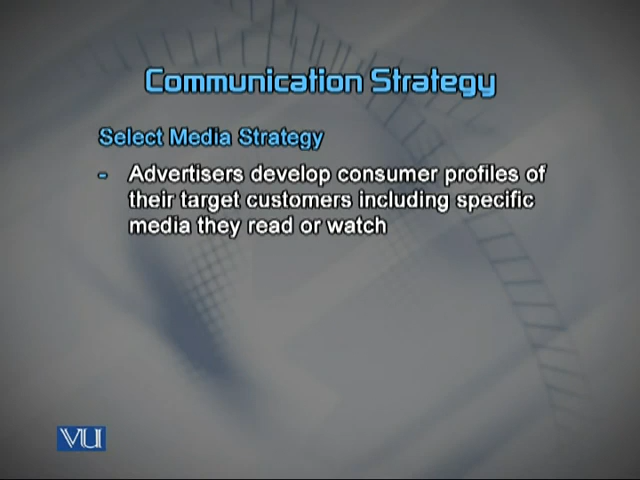 Communication Strategy
Select Media Strategy
- Advertisers develop consumer profiles of
their target customers including specific
media they read or watch
VU